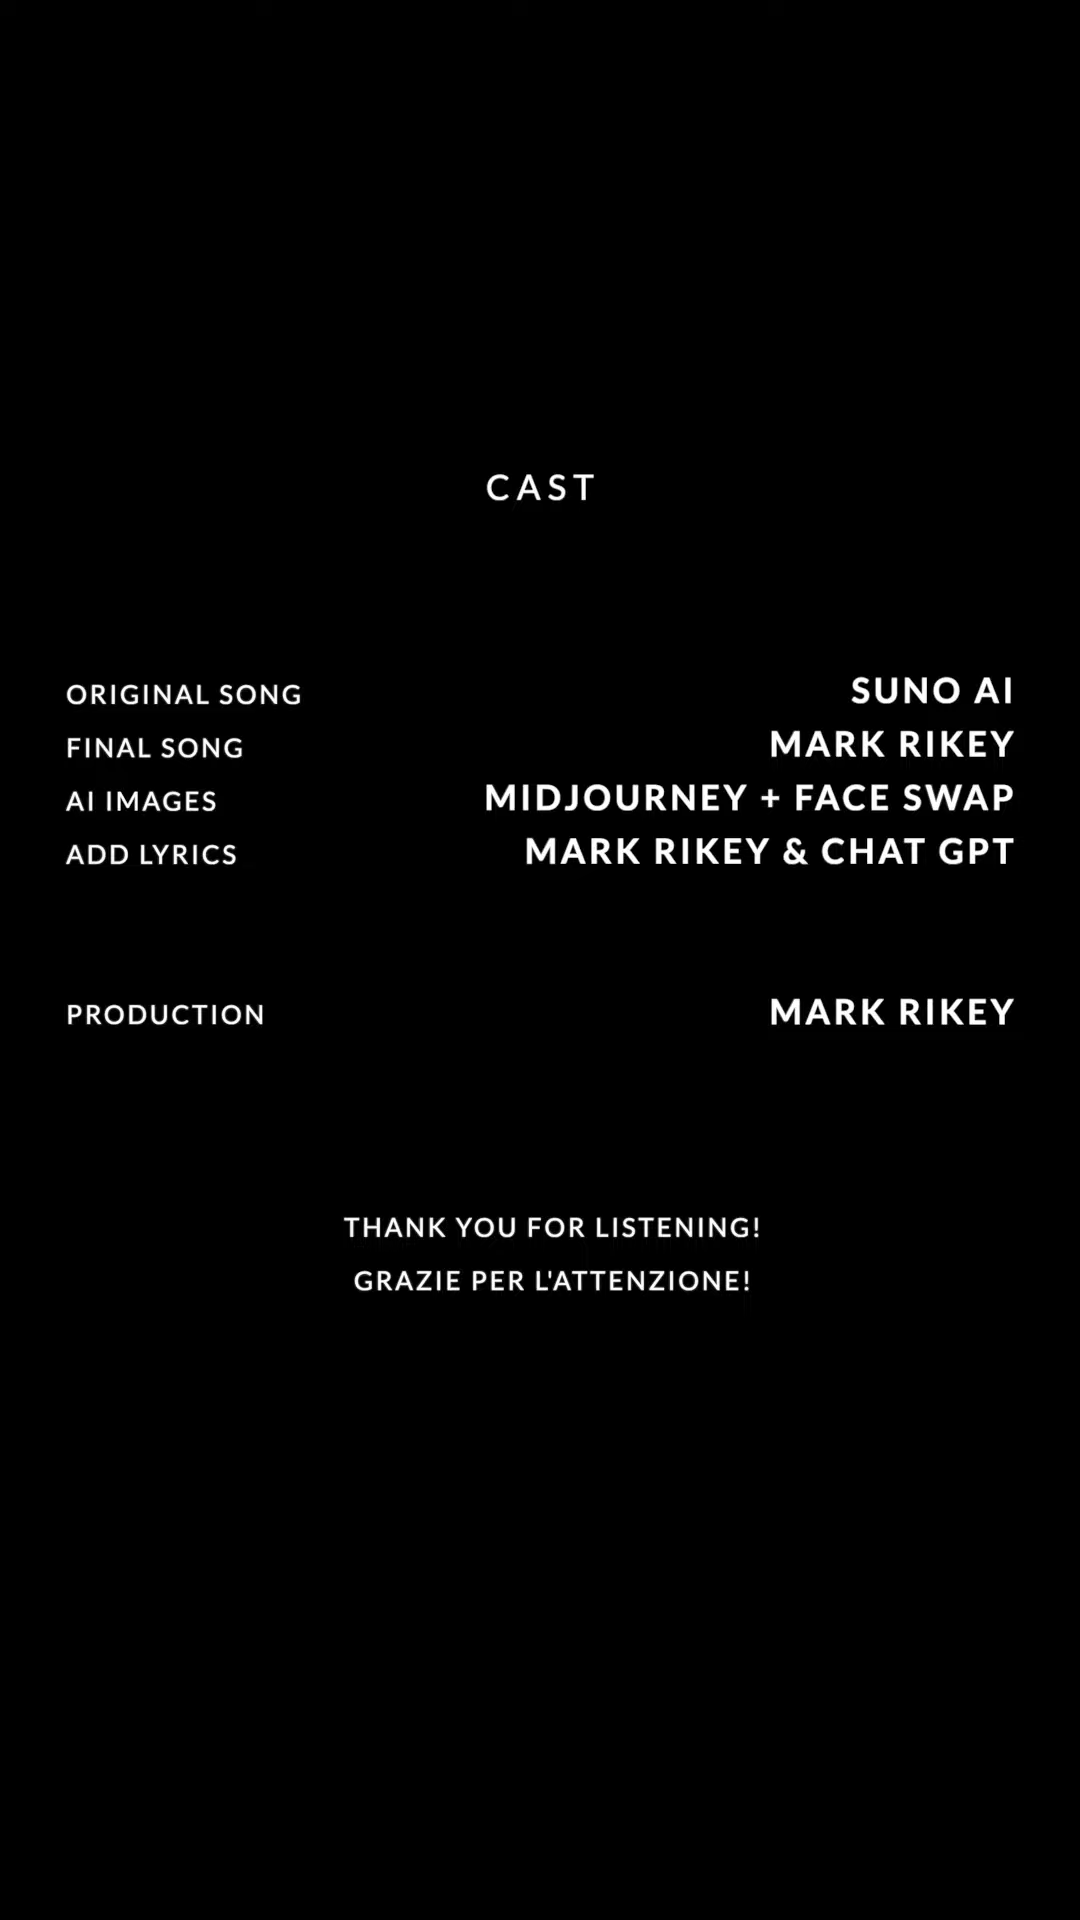 CAST
ORIGINAL SONG SUNO AI
FINAL SONG MARK RIKEY
AI IMAGES MIDJOURNEY + FACE SWAP
ADD LYRICS MARK RIKEY & CHAT GPT
PRODUCTION MARK RIKEY
THANK YOU FOR LISTENING!
GRAZIE PER L'ATTENZIONE!